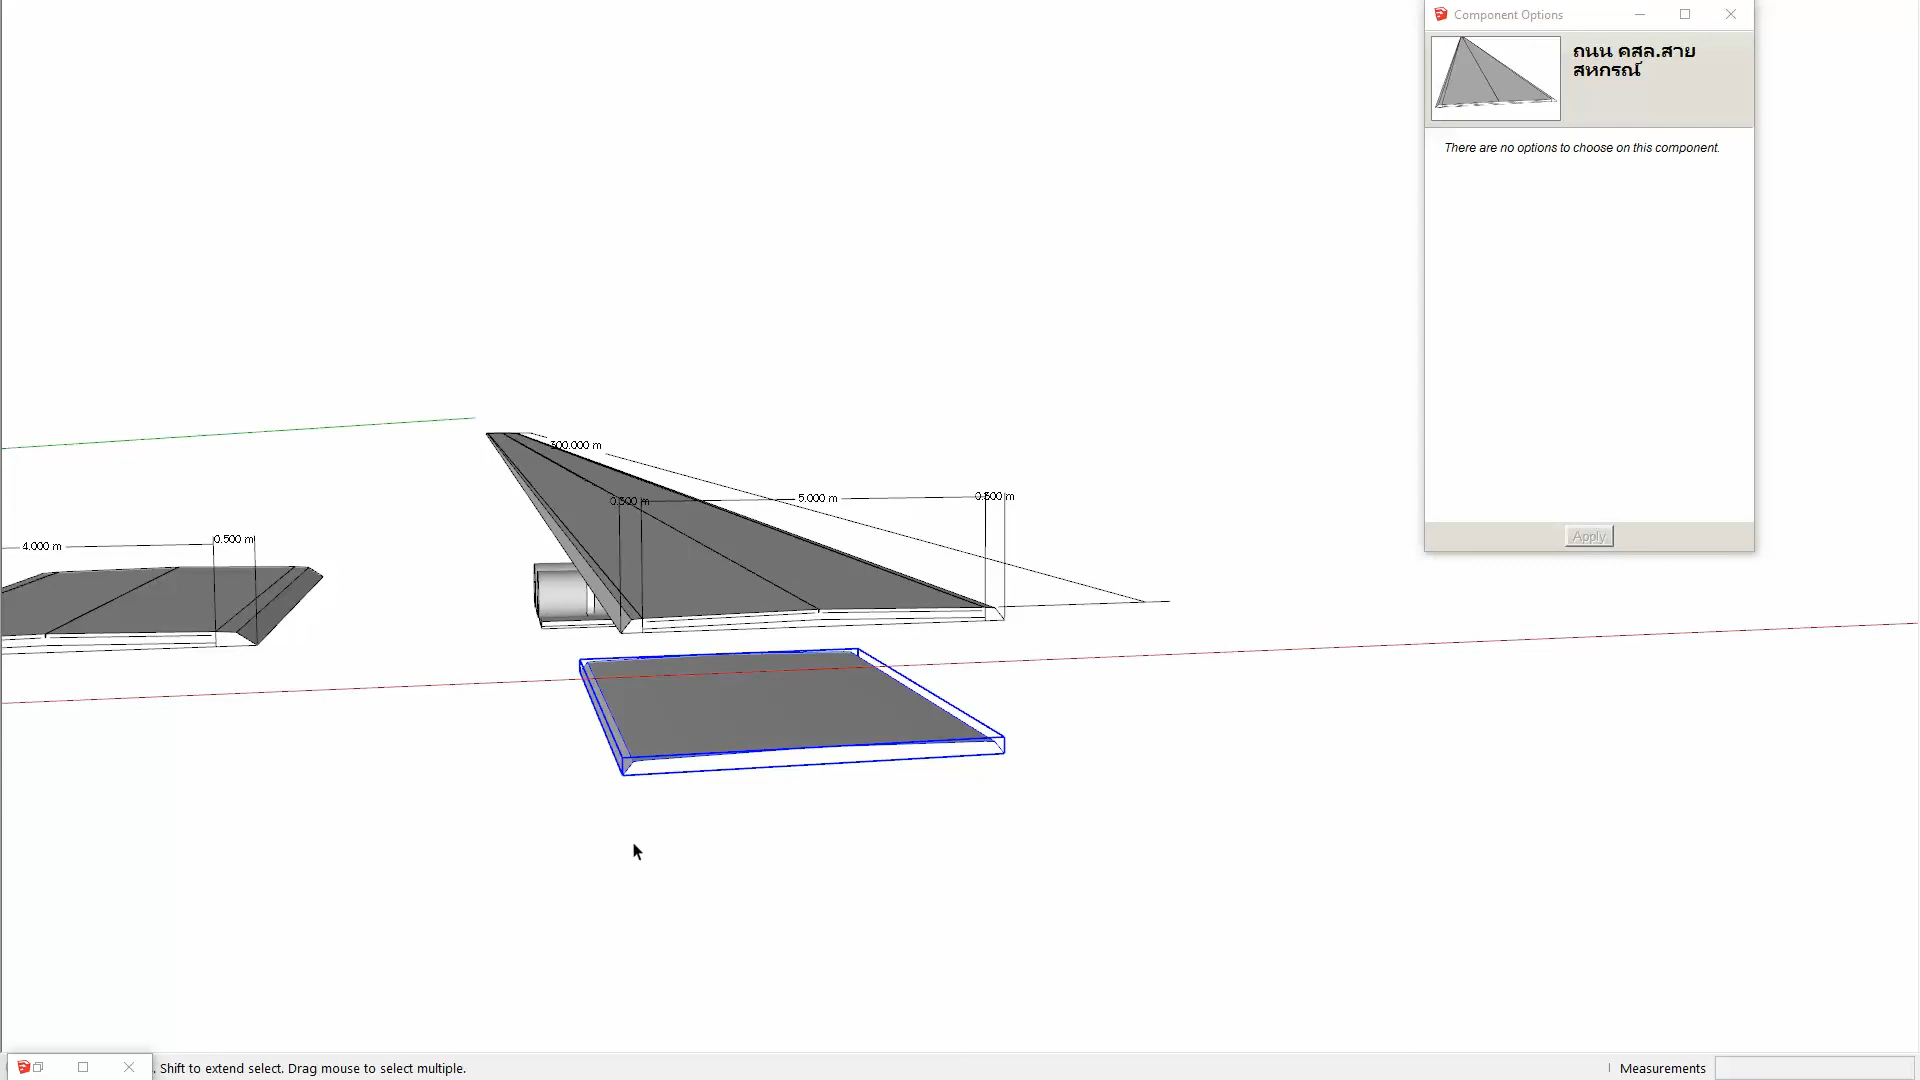 Component Options
ถนน คสล.สาย
สหกรณ์
There are no options to choose on this component.
300.000 m
0.500 m
5.000 m
0.500 m
4.000 m
0.500 m
Apply
. Shift to extend select. Drag mouse to select multiple.
Measurements